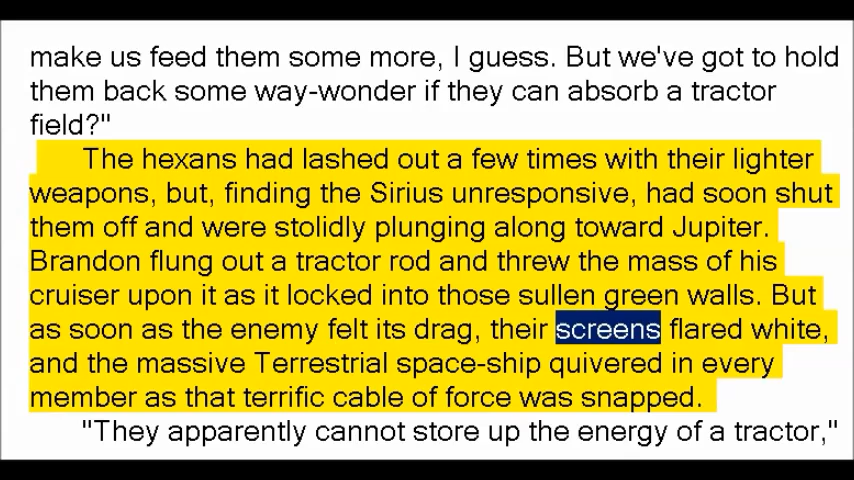 make us feed them some more, I guess. But we've got to hold
them back some way-wonder if they can absorb a tractor
field?"
The hexans had lashed out a few times with their lighter
weapons, but, finding the Sirius unresponsive, had soon shut
them off and were stolidly plunging along toward Jupiter.
Brandon flung out a tractor rod and threw the mass of his
cruiser upon it as it locked into those sullen green walls. But
as soon as the enemy felt its drag, their screens flared white,
and the massive Terrestrial space-ship quivered in every
member as that terrific cable of force was snapped.
"They apparently cannot store up the energy of a tractor,"